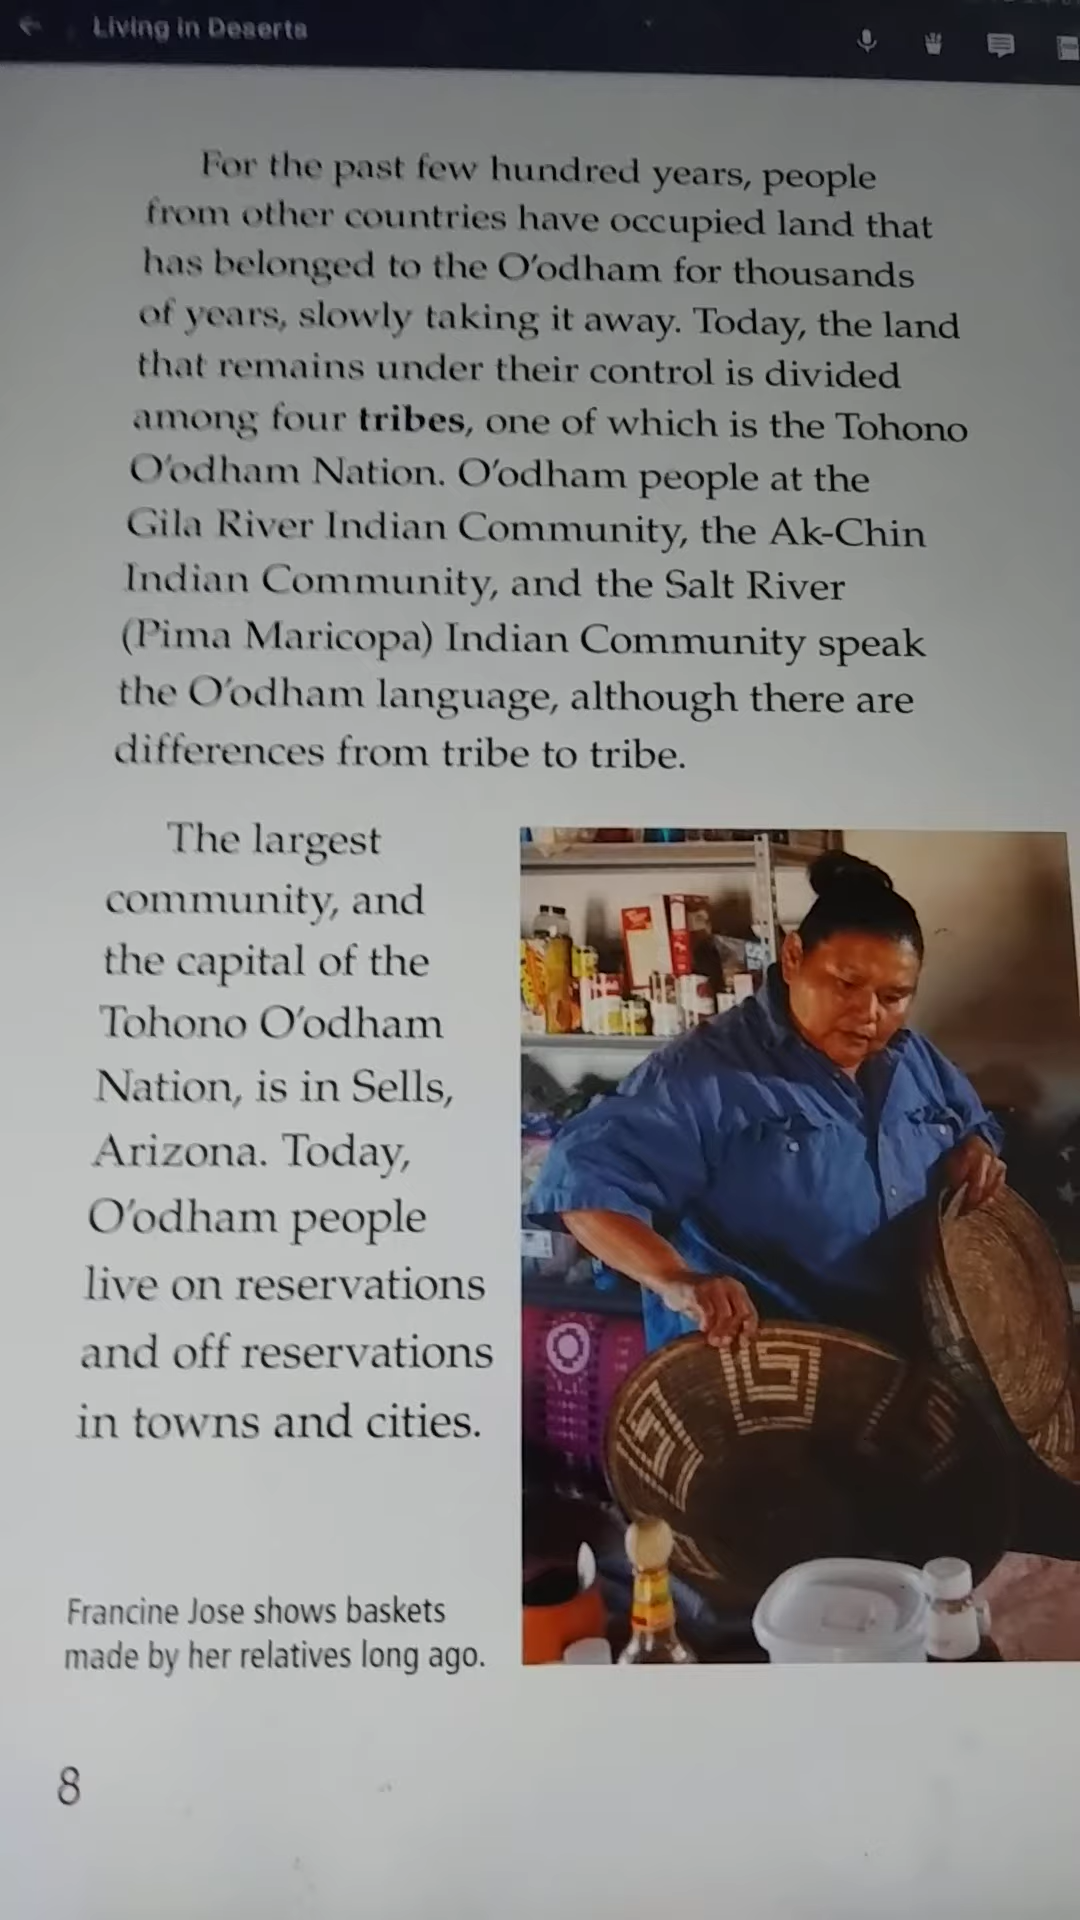 Living in Deserts
For the past few hundred years, people
from other countries have occupied land that
has belonged to the O'odham for thousands
of years, slowly taking it away. Today, the land
that remains under their control is divided
among four tribes, one of which is the Tohono
O'odham Nation. O'odham people at the
Gila River Indian Community, the Ak-Chin
Indian Community, and the Salt River
(Pima Maricopa) Indian Community speak
the O'odham language, although there are
differences from tribe to tribe.
The largest
community, and
the capital of the
Tohono O'odham
Nation, is in Sells,
Arizona. Today,
O'odham people
live on reservations
and off reservations
in towns and cities.
Francine Jose shows baskets
made by her relatives long ago.
8